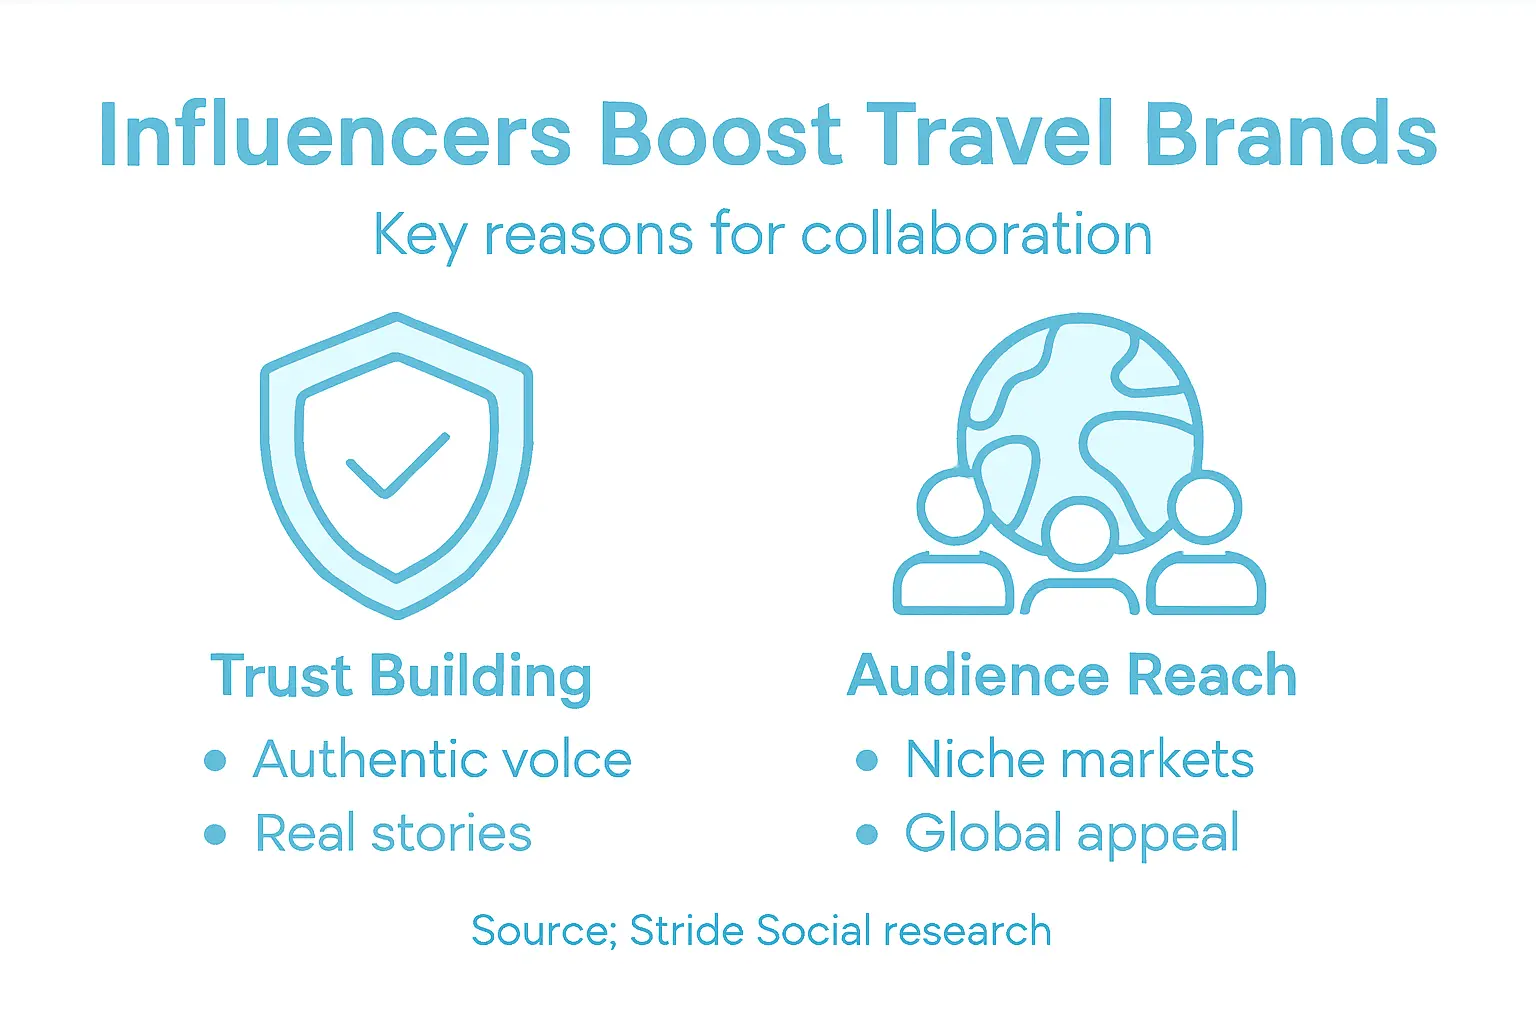 Influencers Boost Travel Brands
Key reasons for collaboration
Trust Building
• Authentic volce
• Real stories
Audience Reach
• Niche markets
• Global appeal
Source; Stride Social research